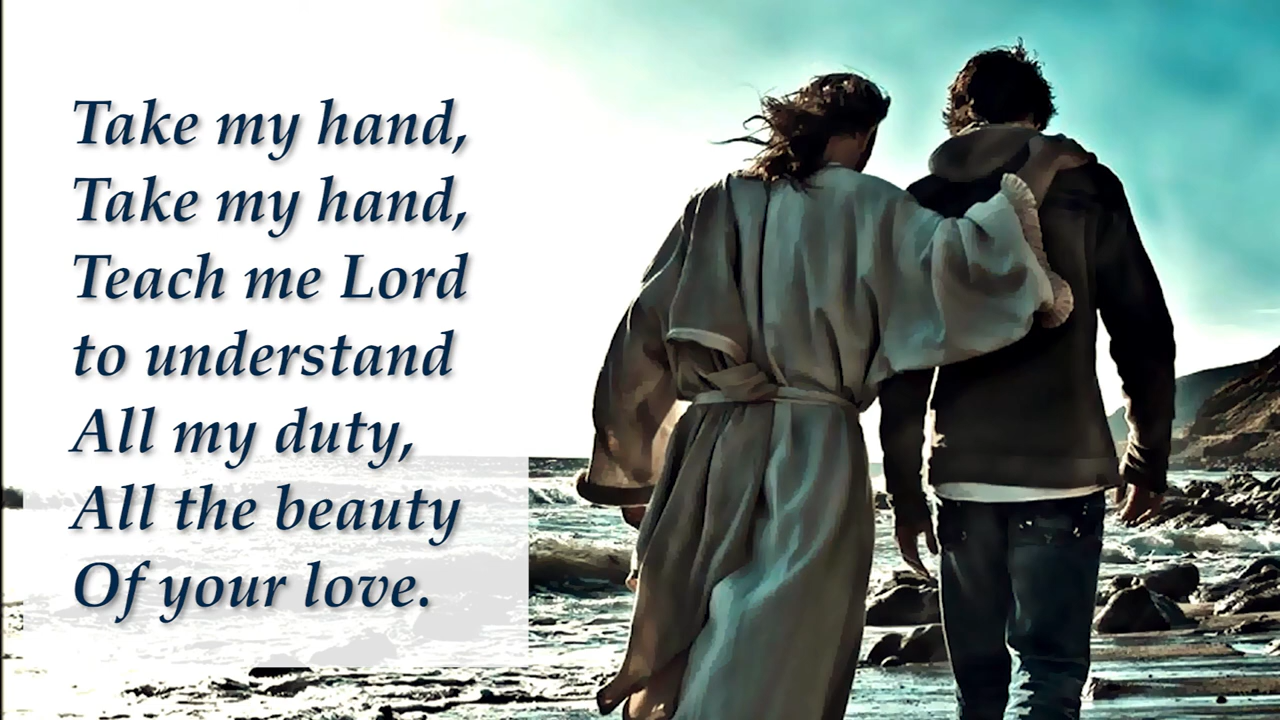 Take my hand,
Take my hand,
Teach me Lord
to understand
All my duty,
All the beauty
Of your love.